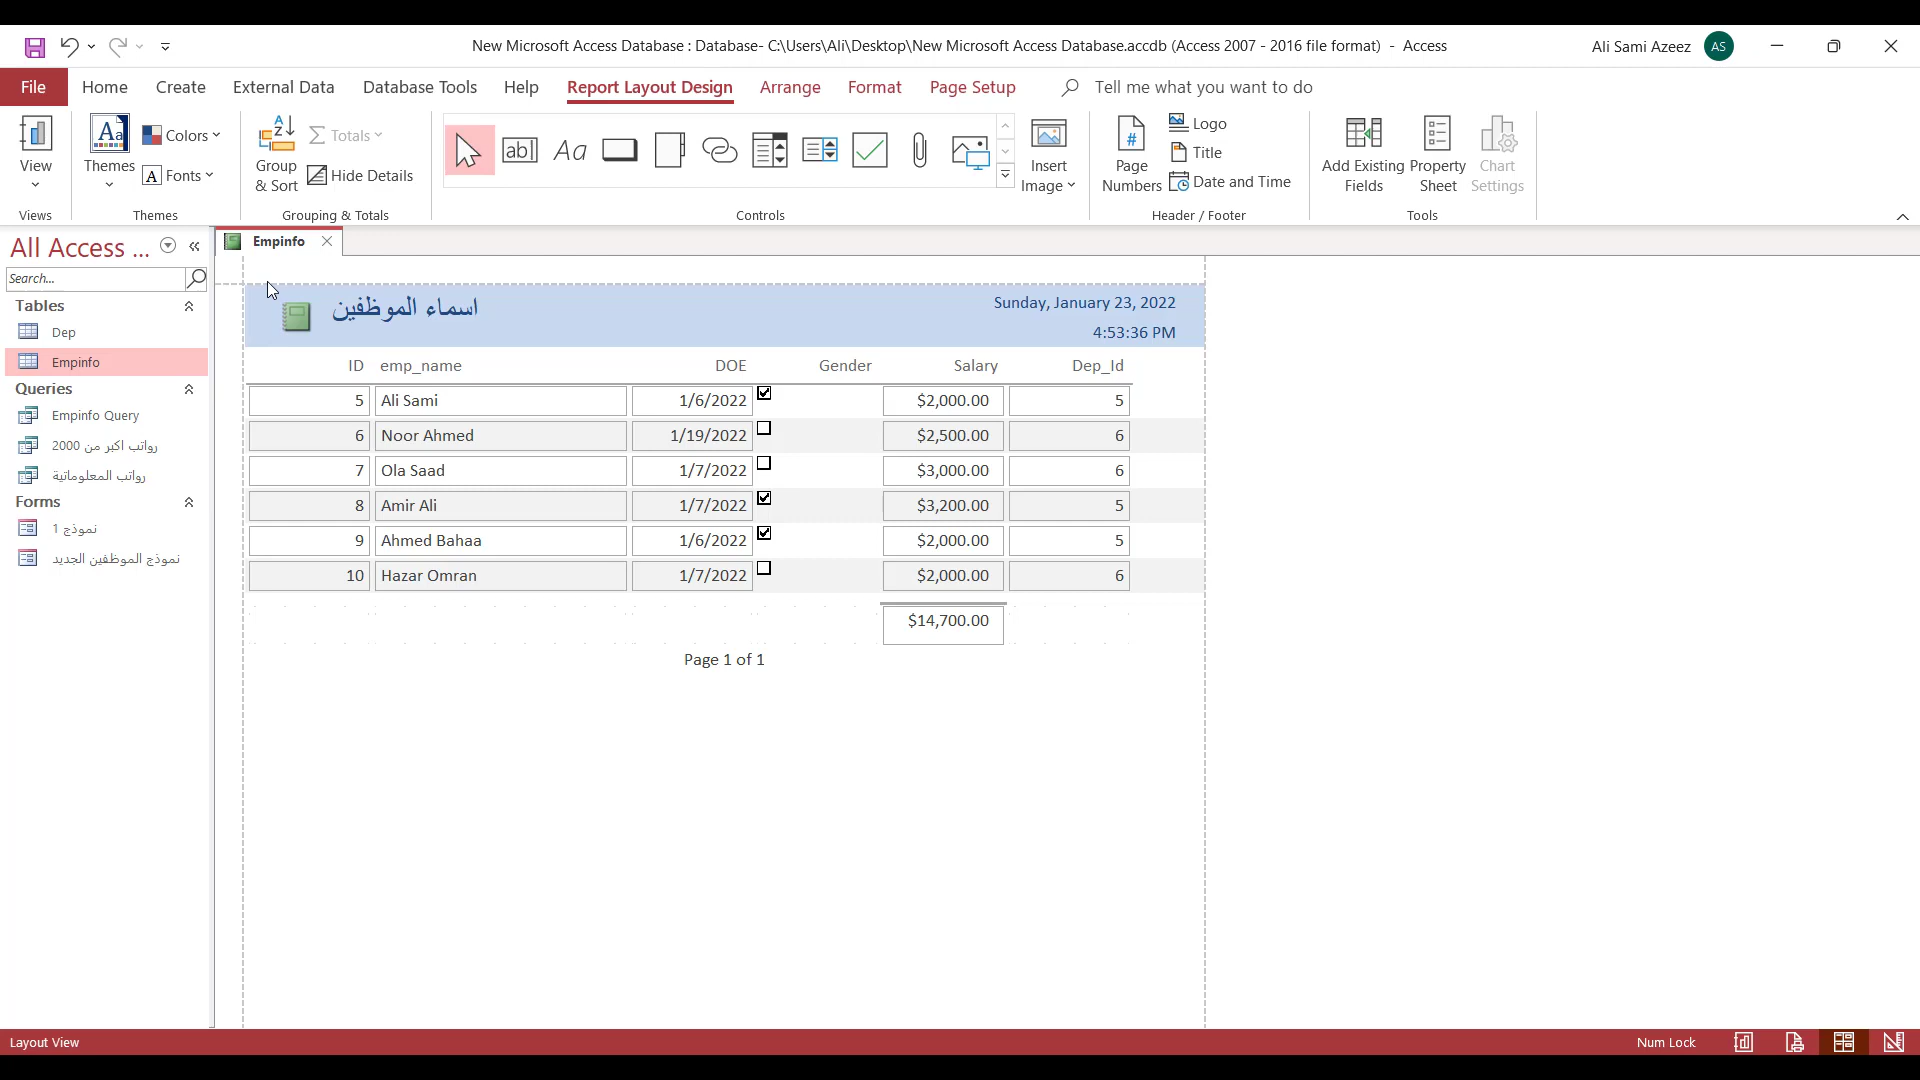 New Microsoft Access Database : Database- C:\Users\Ali\Desktop\New Microsoft Access Database.accdb (Access 2007 - 2016 file format) - Access
Ali Sami Azeez AS
File Home Create External Data Database Tools Help Report Layout Design Arrange Format Page Setup Tell me what you want to do
View
Views
Themes
Colors
Fonts
Themes
Group & Sort
Totals
Hide Details
Grouping & Totals
ab|
Aa
Controls
Insert Image
Page Numbers
Logo
Title
Date and Time
Header / Footer
Add Existing Fields
Property Sheet
Chart Settings
Tools
All Access ...
Search...
Tables
Dep
Empinfo
Queries
Empinfo Query
رواتب اكبر من 2000
رواتب المعلوماتية
Forms
نموذج 1
نموذج الموظفين الجديد
Empinfo
اسماء الموظفين
Sunday, January 23, 2022
4:53:36 PM
ID emp_name DOE Gender Salary Dep_Id
5 Ali Sami 1/6/2022 $2,000.00 5
6 Noor Ahmed 1/19/2022 $2,500.00 6
7 Ola Saad 1/7/2022 $3,000.00 6
8 Amir Ali 1/7/2022 $3,200.00 5
9 Ahmed Bahaa 1/6/2022 $2,000.00 5
10 Hazar Omran 1/7/2022 $2,000.00 6
$14,700.00
Page 1 of 1
Layout View
Num Lock